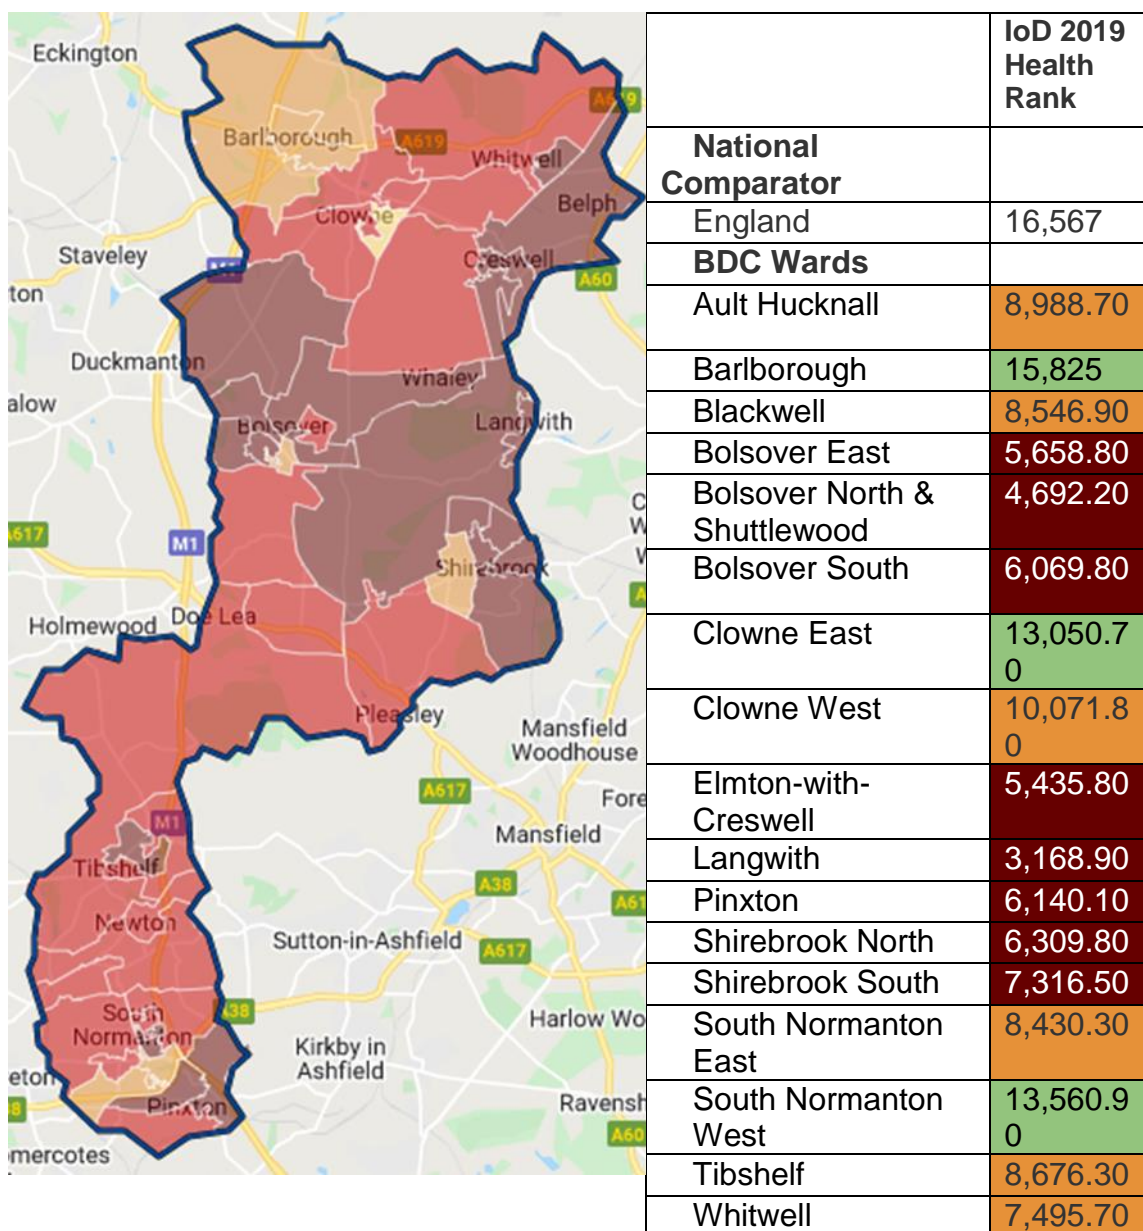 Eckington
Barlborough
A619
A619
Whitwell
Belph
Clowne
Staveley
Creswell
A60
ton
Duckmanton
Whaley
alow
Bolsover
Langwith
A617
M1
Shirebrook
Holmewood
Doe Lea
Pleasley
Mansfield
Woodhouse
A617
Fore
M1
Mansfield
Tibshelf
A38
A61
Newton
Sutton-in-Ashfield
A617
South
Normanton
A38
Harlow Wo
Kirkby in
Ashfield
eton
38
Pinxton
Ravensh
A60
mercotes
IoD 2019
Health
Rank
National
Comparator
England 16,567
BDC Wards
Ault Hucknall 8,988.70
Barlborough 15,825
Blackwell 8,546.90
Bolsover East 5,658.80
Bolsover North & 4,692.20
Shuttlewood
Bolsover South 6,069.80
Clowne East 13,050.7
0
Clowne West 10,071.8
0
Elmton-with- 5,435.80
Creswell
Langwith 3,168.90
Pinxton 6,140.10
Shirebrook North 6,309.80
Shirebrook South 7,316.50
South Normanton 8,430.30
East
South Normanton 13,560.9
West 0
Tibshelf 8,676.30
Whitwell 7,495.70